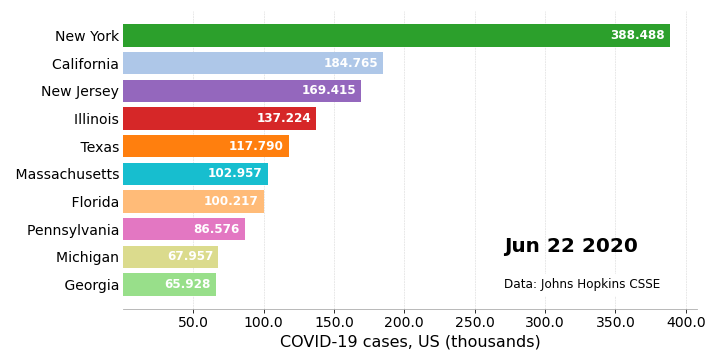 New York 388.488
California 184.765
New Jersey 169.415
Illinois 137.224
Texas 117.790
Massachusetts 102.957
Florida 100.217
Pennsylvania 86.576
Michigan 67.957
Georgia 65.928
Jun 22 2020
Data: Johns Hopkins CSSE
50.0 100.0 150.0 200.0 250.0 300.0 350.0 400.0
COVID-19 cases, US (thousands)